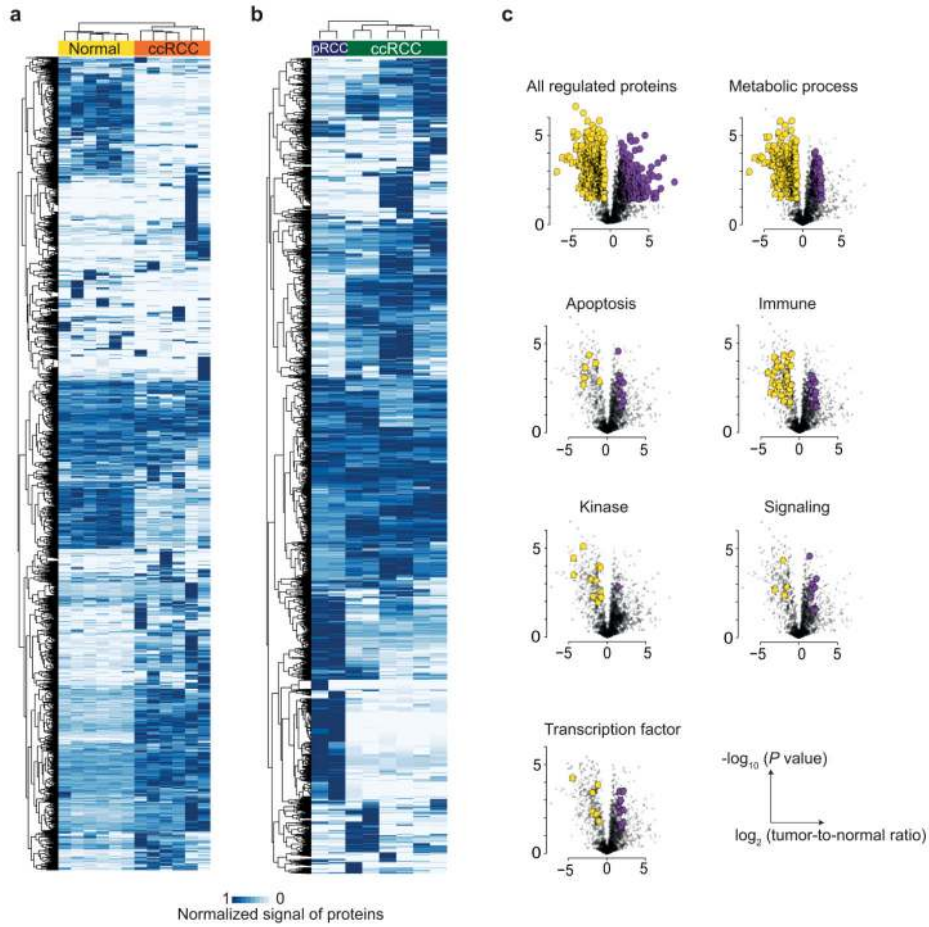 a
Normal ccRCC
b
pRCC ccRCC
1 0
Normalized signal of proteins
c
All regulated proteins Metabolic process
5 5
0 0
−5 0 5 −5 0 5
Apoptosis Immune
5 5
0 0
−5 0 5 −5 0 5
Kinase Signaling
5 5
0 0
−5 0 5 −5 0 5
Transcription factor
5
0
−5 0 5
-log10 (P value)
log2 (tumor-to-normal ratio)